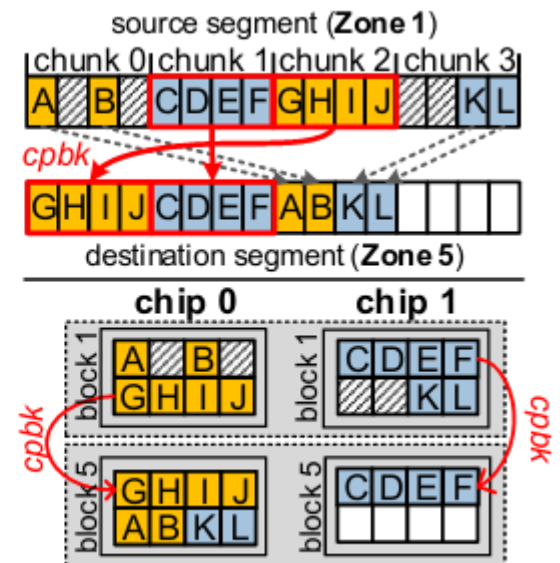 source segment (Zone 1)
chunk 0 chunk 1 chunk 2 chunk 3
A B C D E F G H I J K L
cpbk
G H I J C D E F A B K L
destination segment (Zone 5)
chip 0 chip 1
block 1
A B
G H I J
block 1
C D E F
K L
cpbk
cpbk
block 5
G H I J
A B K L
block 5
C D E F